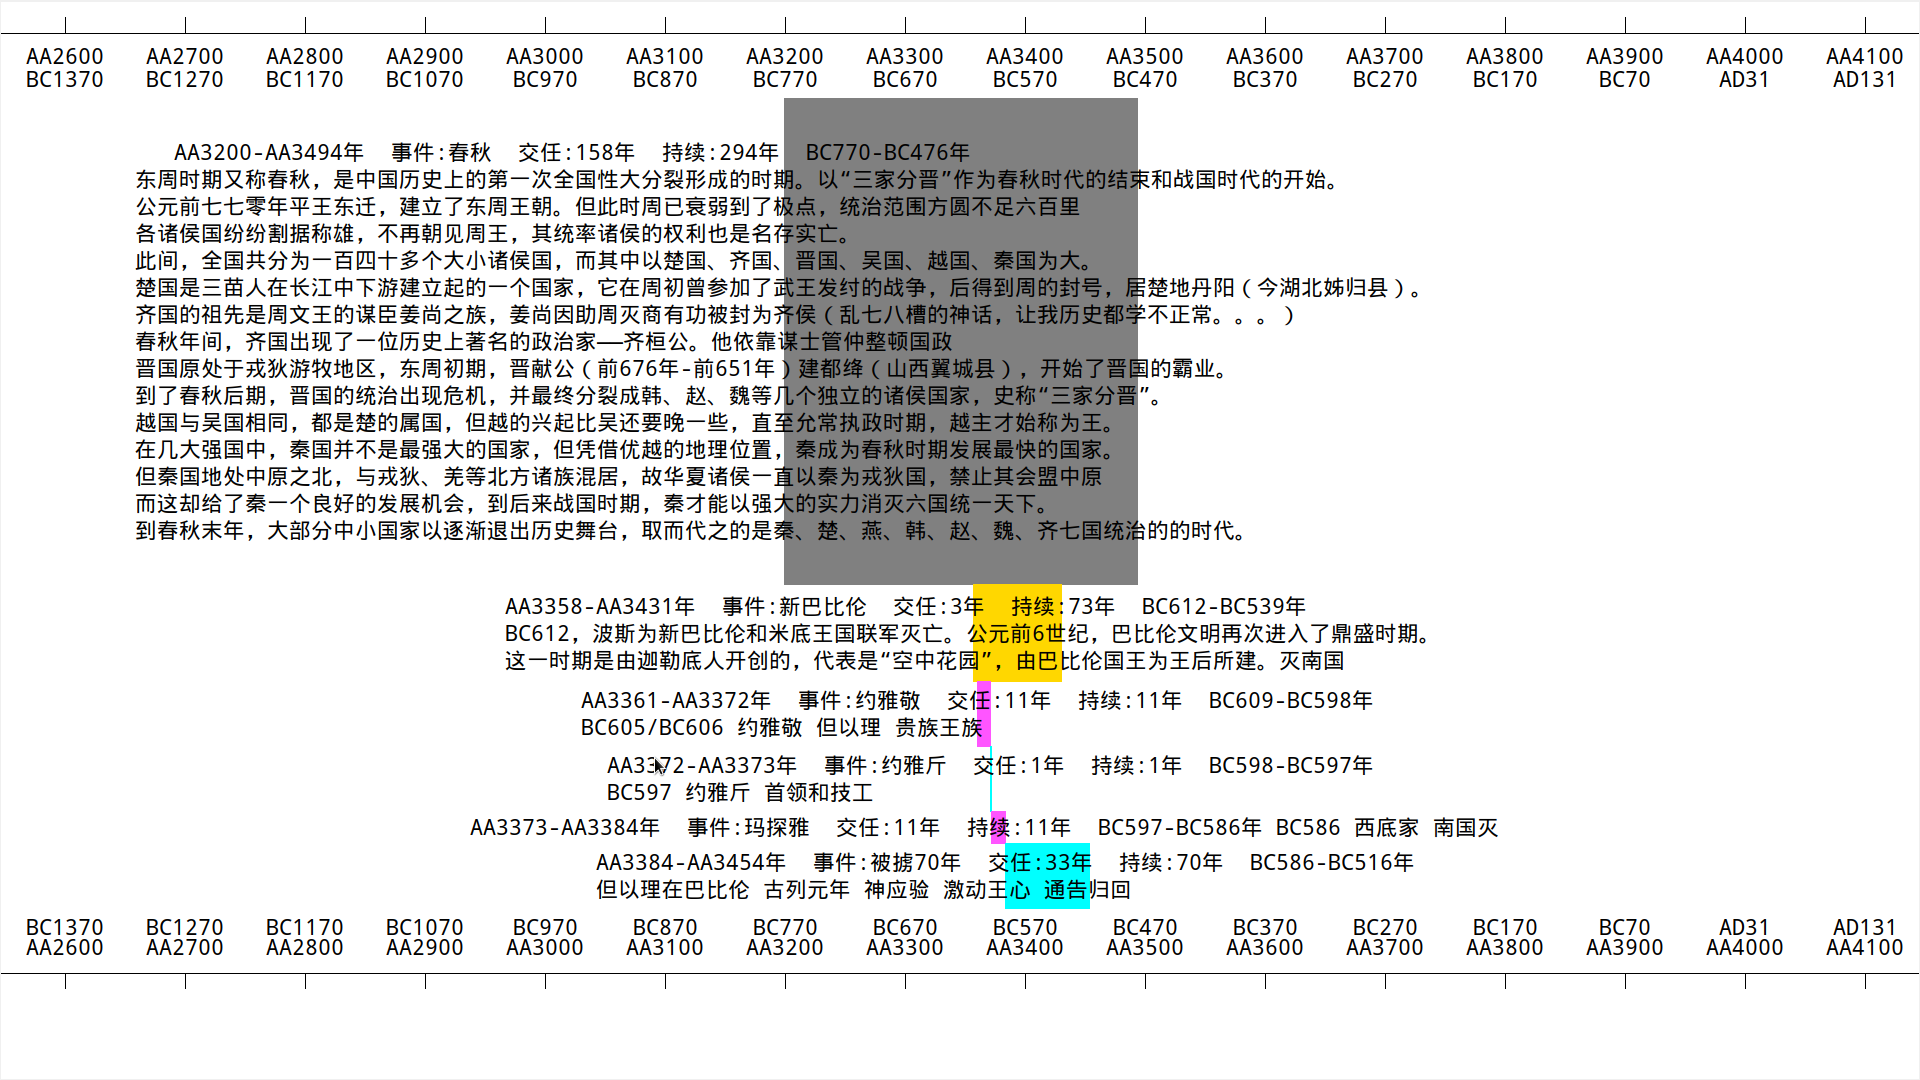 AA2600 AA2700 AA2800 AA2900 AA3000 AA3100 AA3200 AA3300 AA3400 AA3500 AA3600 AA3700 AA3800 AA3900 AA4000 AA4100
BC1370 BC1270 BC1170 BC1070 BC970 BC870 BC770 BC670 BC570 BC470 BC370 BC270 BC170 BC70 AD31 AD131
AA3200-AA3494年 事件:春秋 交任:158年 持续:294年 BC770-BC476年
东周时期又称春秋，是中国历史上的第一次全国性大分裂形成的时期。以“三家分晋”作为春秋时代的结束和战国时代的开始。
公元前七七零年平王东迁，建立了东周王朝。但此时周已衰弱到了极点，统治范围方圆不足六百里
各诸侯国纷纷割据称雄，不再朝见周王，其统率诸侯的权利也是名存实亡。
此间，全国共分为一百四十多个大小诸侯国，而其中以楚国、齐国、晋国、吴国、越国、秦国为大。
楚国是三苗人在长江中下游建立起的一个国家，它在周初曾参加了武王发纣的战争，后得到周的封号，居楚地丹阳（今湖北姊归县）。
齐国的祖先是周文王的谋臣姜尚之族，姜尚因助周灭商有功被封为齐侯（乱七八糟的神话，让我历史都学不正常。。。）
春秋年间，齐国出现了一位历史上著名的政治家——齐桓公。他依靠谋士管仲整顿国政
晋国原处于戎狄游牧地区，东周初期，晋献公（前676年-前651年）建都绛（山西翼城县），开始了晋国的霸业。
到了春秋后期，晋国的统治出现危机，并最终分裂成韩、赵、魏等几个独立的诸侯国家，史称“三家分晋”。
越国与吴国相同，都是楚的属国，但越的兴起比吴还要晚一些，直至允常执政时期，越主才始称为王。
在几大强国中，秦国并不是最强大的国家，但凭借优越的地理位置，秦成为春秋时期发展最快的国家。
但秦国地处中原之北，与戎狄、羌等北方诸族混居，故华夏诸侯一直以秦为戎狄国，禁止其会盟中原
而这却给了秦一个良好的发展机会，到后来战国时期，秦才能以强大的实力消灭六国统一天下。
到春秋末年，大部分中小国家以逐渐退出历史舞台，取而代之的是秦、楚、燕、韩、赵、魏、齐七国统治的的时代。
AA3358-AA3431年 事件:新巴比伦 交任:3年 持续:73年 BC612-BC539年
BC612，波斯为新巴比伦和米底王国联军灭亡。公元前6世纪，巴比伦文明再次进入了鼎盛时期。
这一时期是由迦勒底人开创的，代表是“空中花园”，由巴比伦国王为王后所建。灭南国
AA3361-AA3372年 事件:约雅敬 交任:11年 持续:11年 BC609-BC598年
BC605/BC606 约雅敬 但以理 贵族王族
AA3372-AA3373年 事件:约雅斤 交任:1年 持续:1年 BC598-BC597年
BC597 约雅斤 首领和技工
AA3373-AA3384年 事件:玛探雅 交任:11年 持续:11年 BC597-BC586年 BC586 西底家 南国灭
AA3384-AA3454年 事件:被掳70年 交任:33年 持续:70年 BC586-BC516年
但以理在巴比伦 古列元年 神应验 激动王心 通告归回
BC1370 BC1270 BC1170 BC1070 BC970 BC870 BC770 BC670 BC570 BC470 BC370 BC270 BC170 BC70 AD31 AD131
AA2600 AA2700 AA2800 AA2900 AA3000 AA3100 AA3200 AA3300 AA3400 AA3500 AA3600 AA3700 AA3800 AA3900 AA4000 AA4100